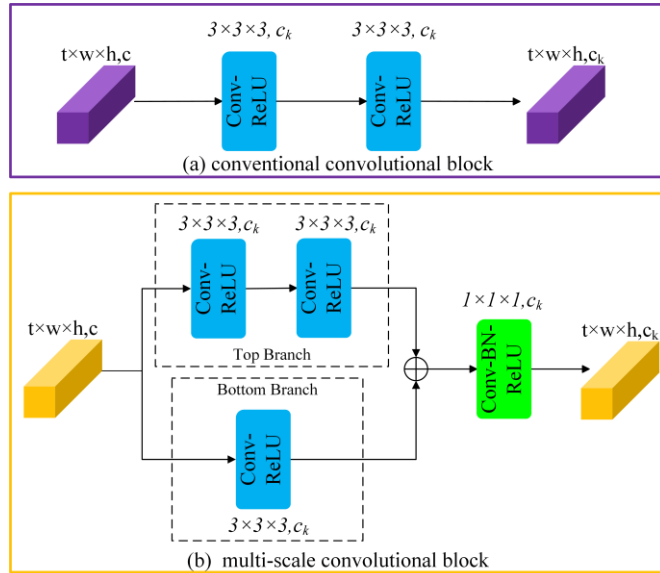 3×3×3, cₖ
3×3×3, cₖ
t×w×h,c
t×w×h,cₖ
Conv-
ReLU
Conv-
ReLU
(a) conventional convolutional block
3×3×3,cₖ
3×3×3,cₖ
Conv-
ReLU
Conv-
ReLU
Top Branch
1×1×1,cₖ
t×w×h,c
t×w×h,cₖ
Conv-BN-
ReLU
Bottom Branch
Conv-
ReLU
3×3×3,cₖ
(b) multi-scale convolutional block